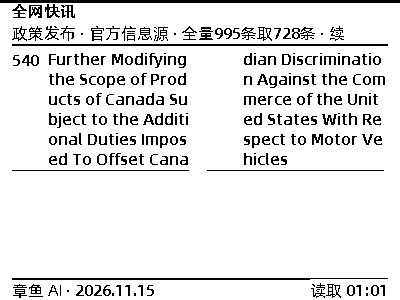 全网快讯
政策发布 · 官方信息源 · 全量995条取728条 · 续
540 Further Modifying
the Scope of Prod
ucts of Canada Su
bject to the Additi
onal Duties Impos
ed To Offset Cana
dian Discriminatio
n Against the Com
merce of the Unit
ed States With Re
spect to Motor Ve
hicles
章鱼 AI · 2026.11.15
读取 01:01